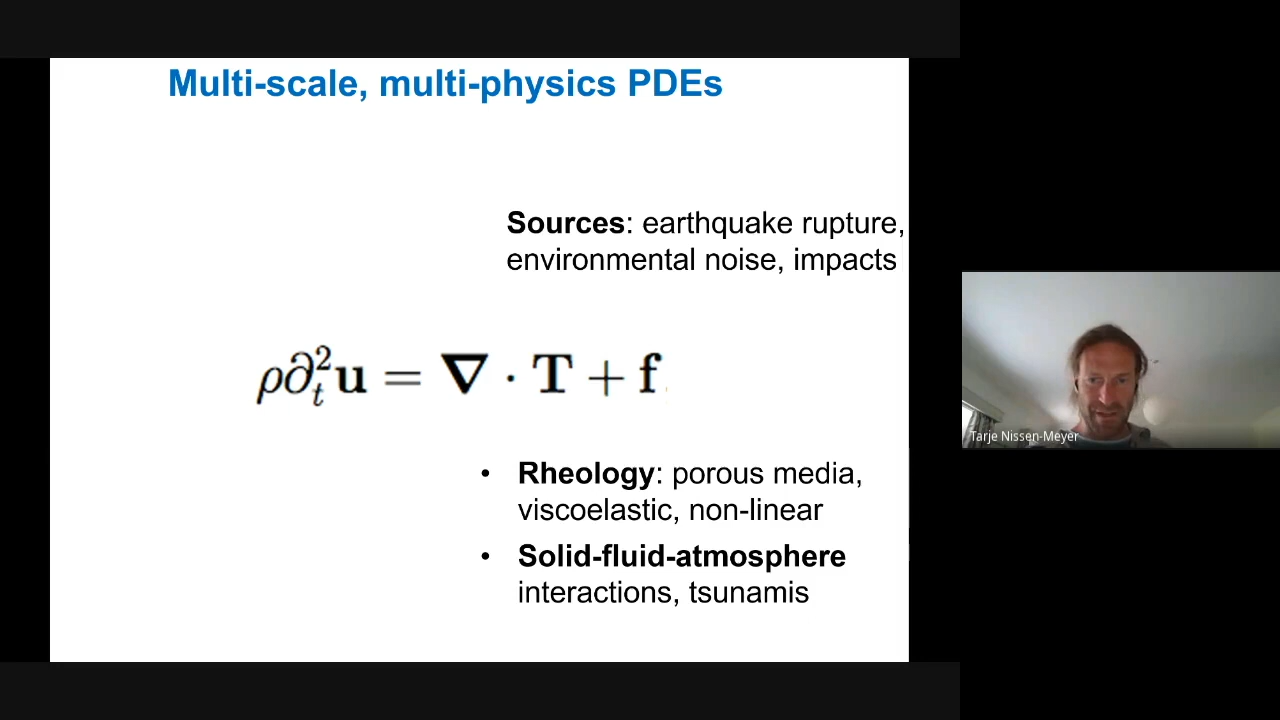 Multi-scale, multi-physics PDEs
Sources: earthquake rupture,
environmental noise, impacts
ρ∂ₜ²u = ∇ · T + f
• Rheology: porous media,
viscoelastic, non-linear
• Solid-fluid-atmosphere
interactions, tsunamis
Tarje Nissen-Meyer